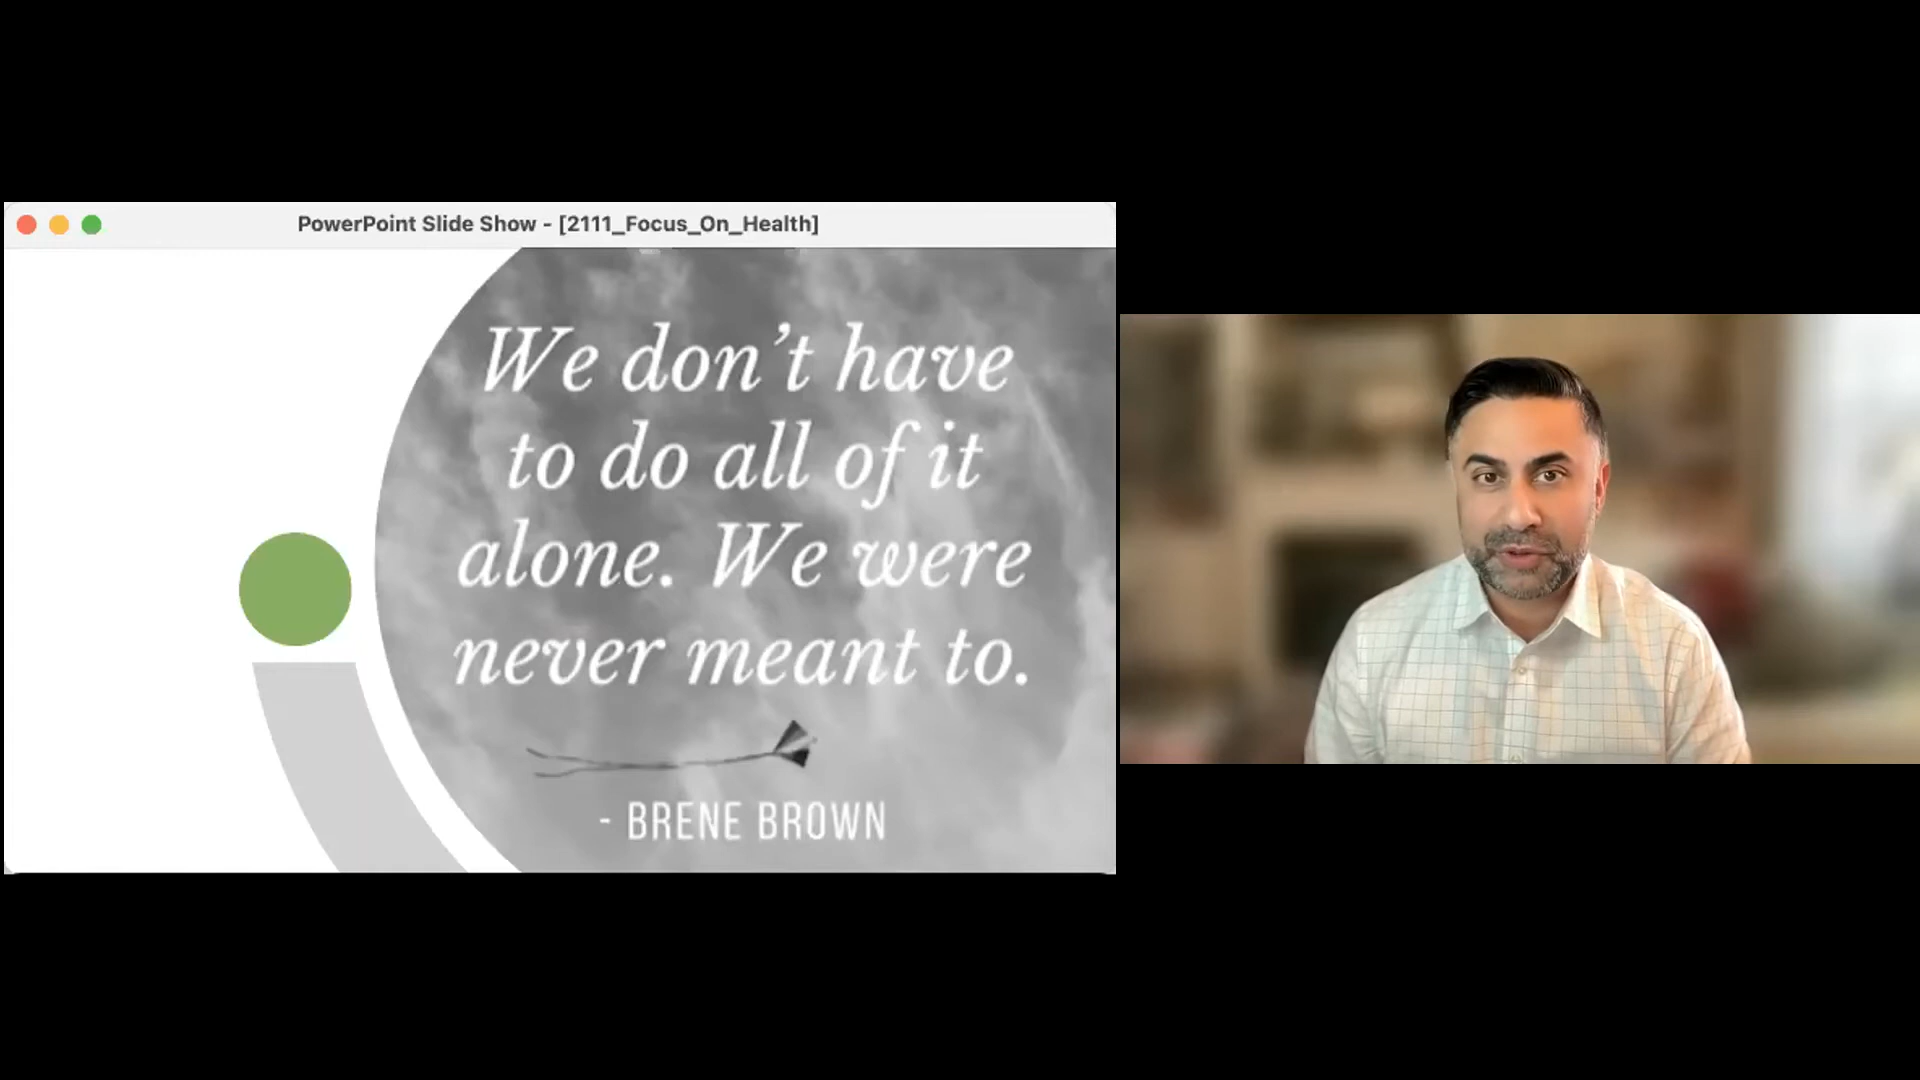 PowerPoint Slide Show - [2111_Focus_On_Health]
We don’t have
to do all of it
alone. We were
never meant to.
- BRENE BROWN